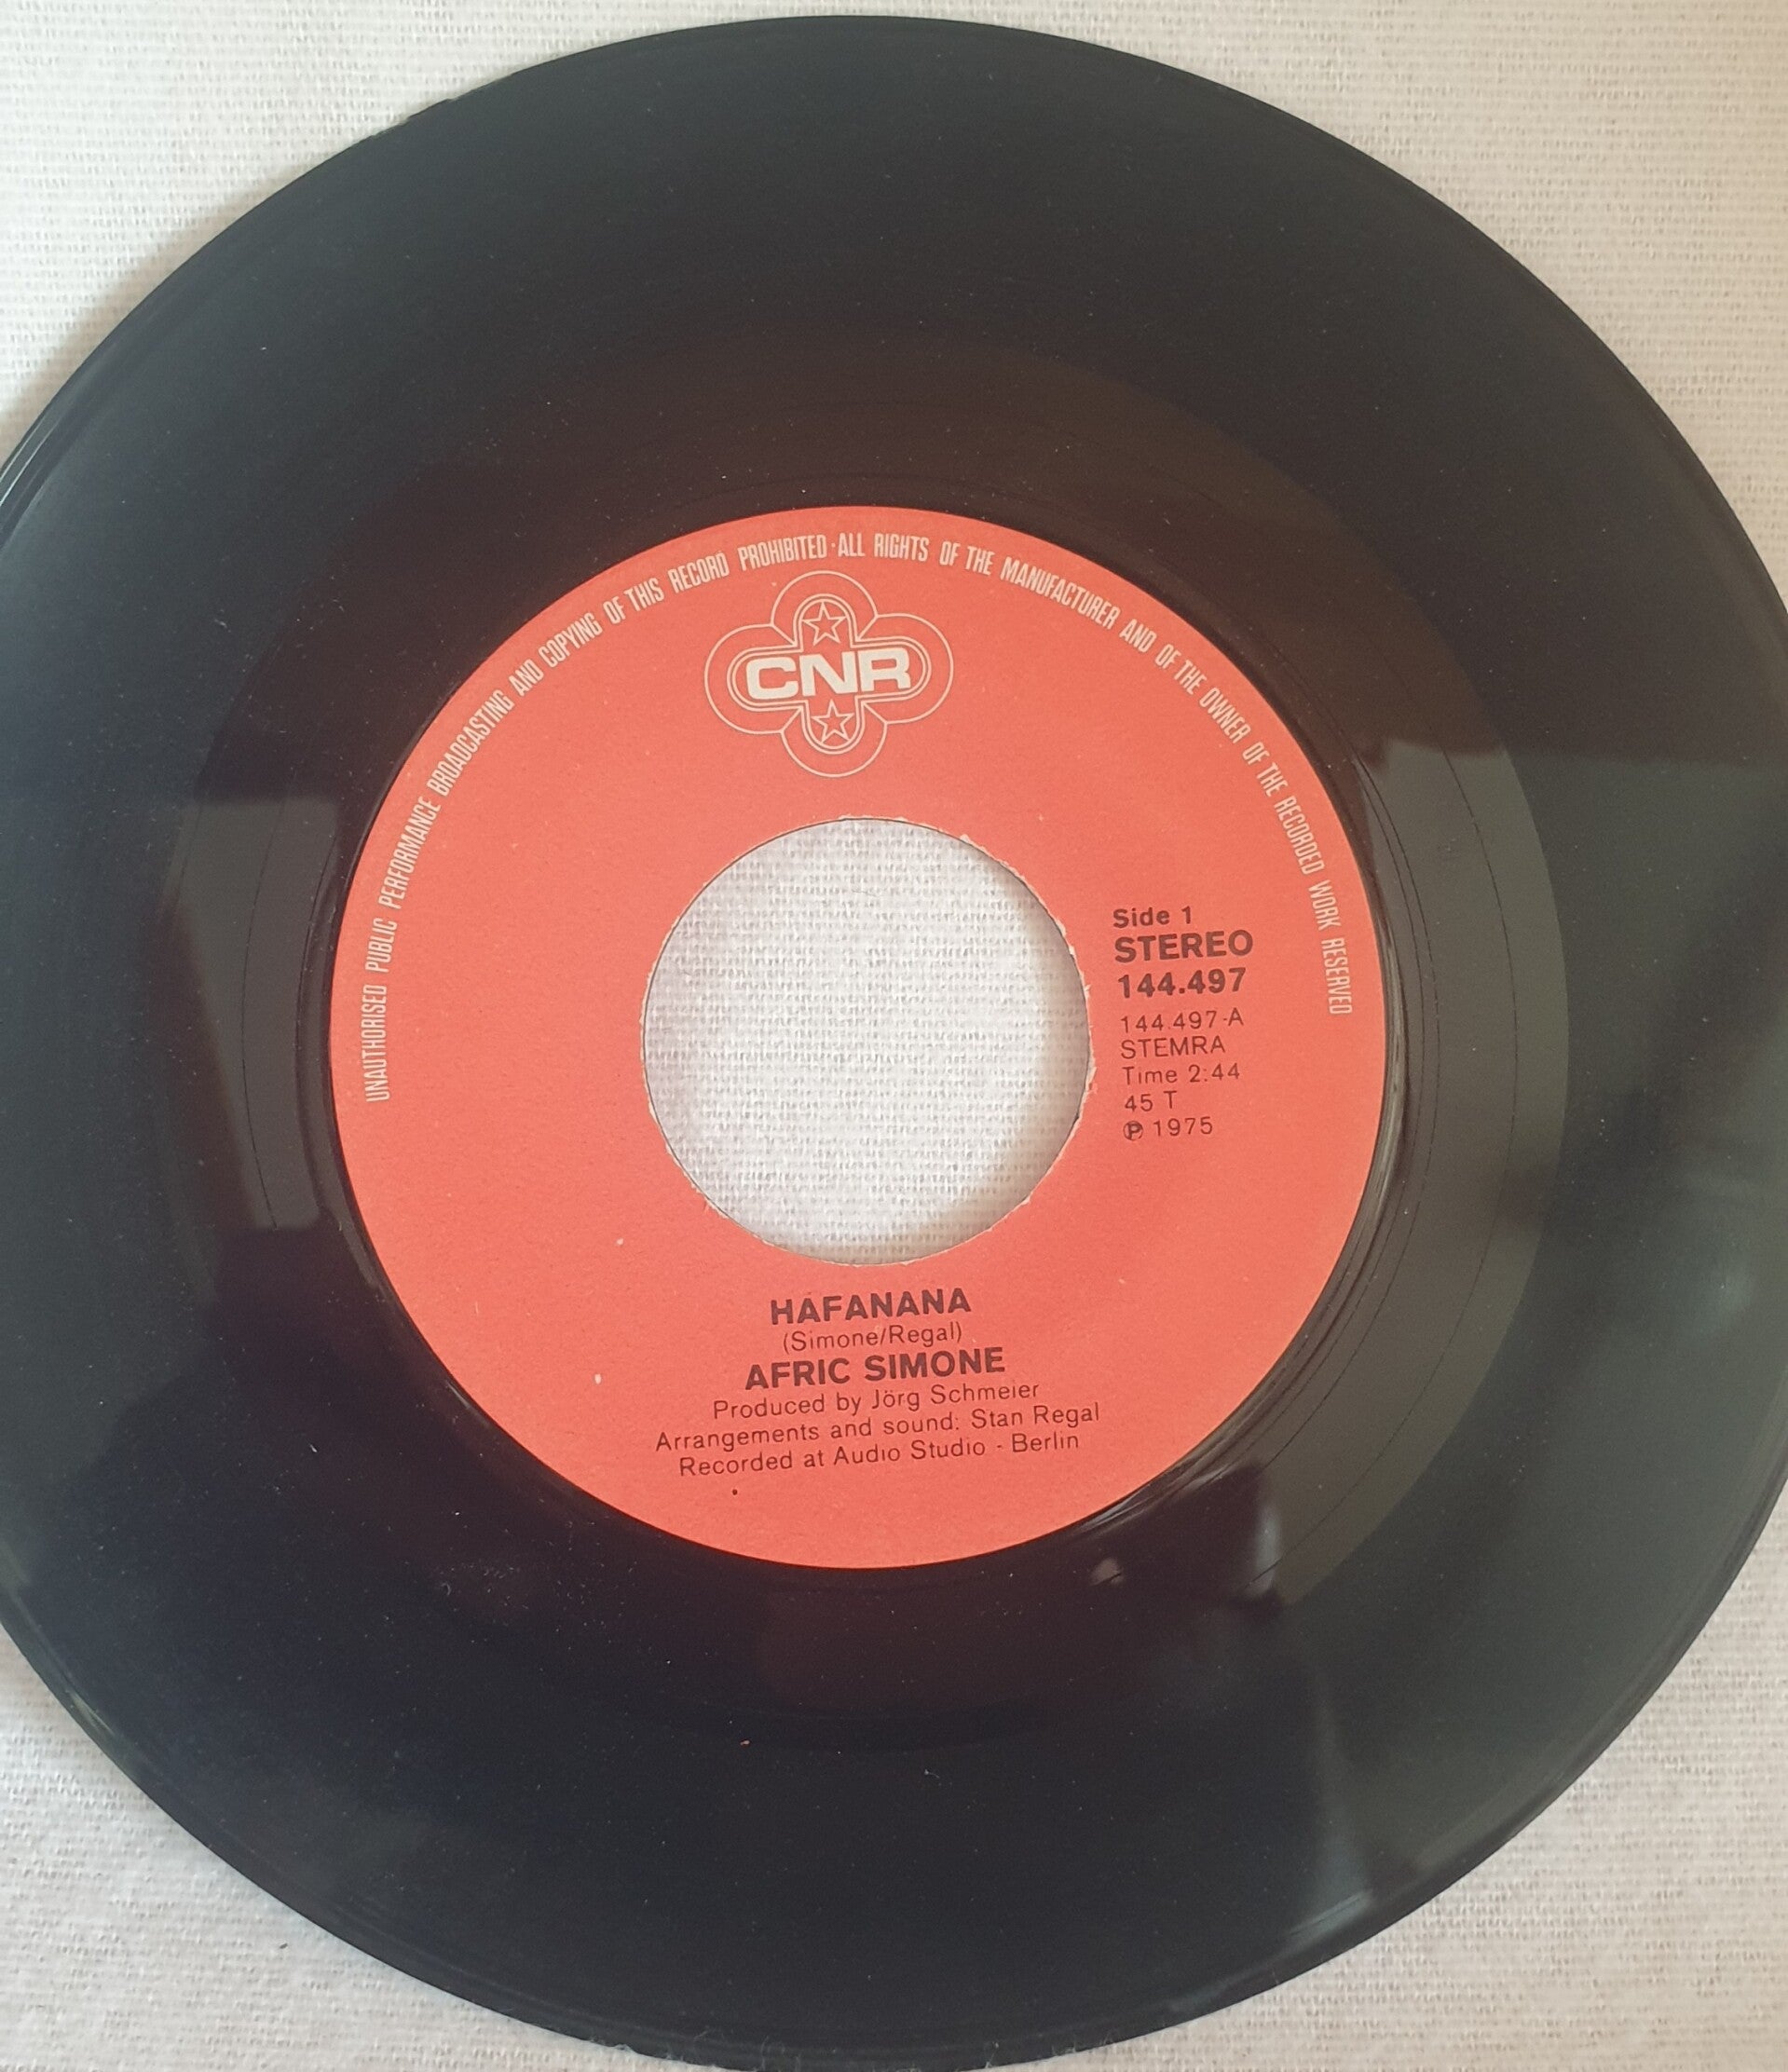 UNAUTHORISED PUBLIC PERFORMANCE BROADCASTING AND COPYING OF THIS RECORD PROHIBITED·ALL RIGHTS OF THE MANUFACTURER AND OF THE OWNER OF THE RECORDED WORK RESERVED
CNR
Side 1
STEREO
144.497
144.497-A
STEMRA
Time 2:44
45 T
℗ 1975
HAFANANA
(Simone/Regal)
AFRIC SIMONE
Produced by Jörg Schmeier
Arrangements and sound: Stan Regal
Recorded at Audio Studio - Berlin